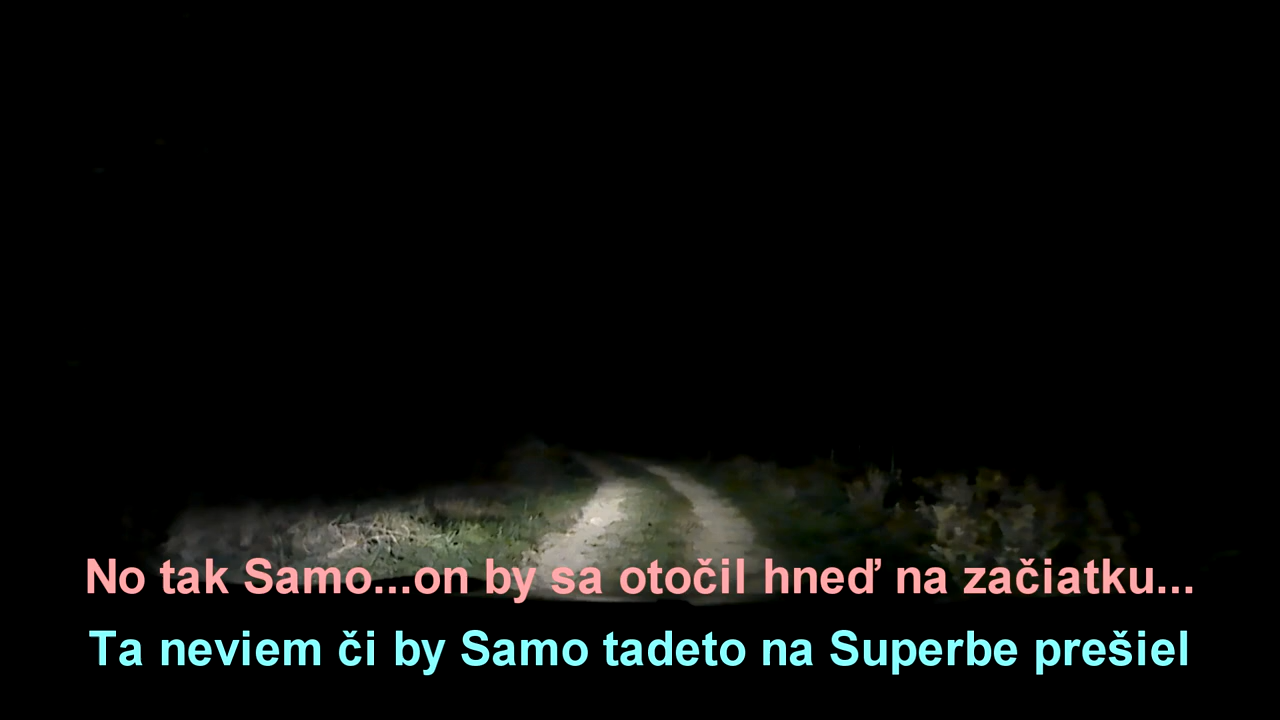 No tak Samo...on by sa otočil hneď na začiatku...
Ta neviem či by Samo tadeto na Superbe prešiel